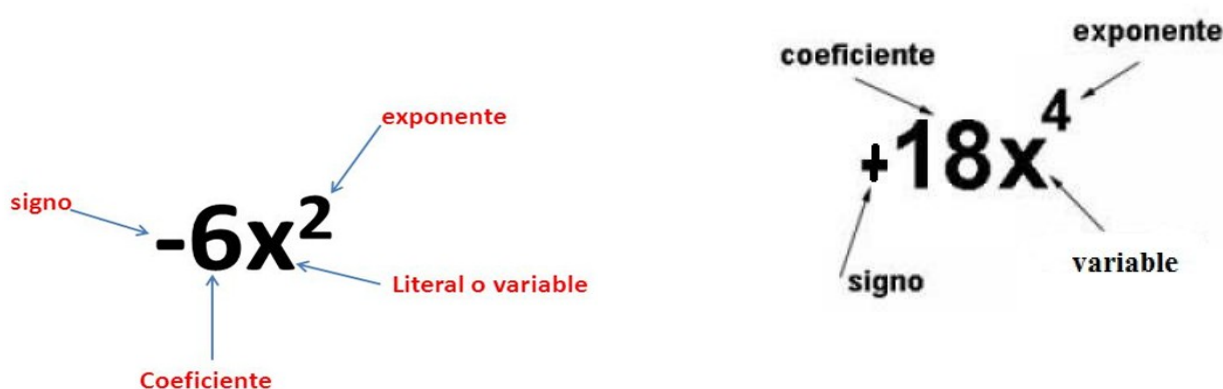 exponente
signo
-6x²
Literal o variable
Coeficiente
exponente
coeficiente
+18x⁴
variable
signo